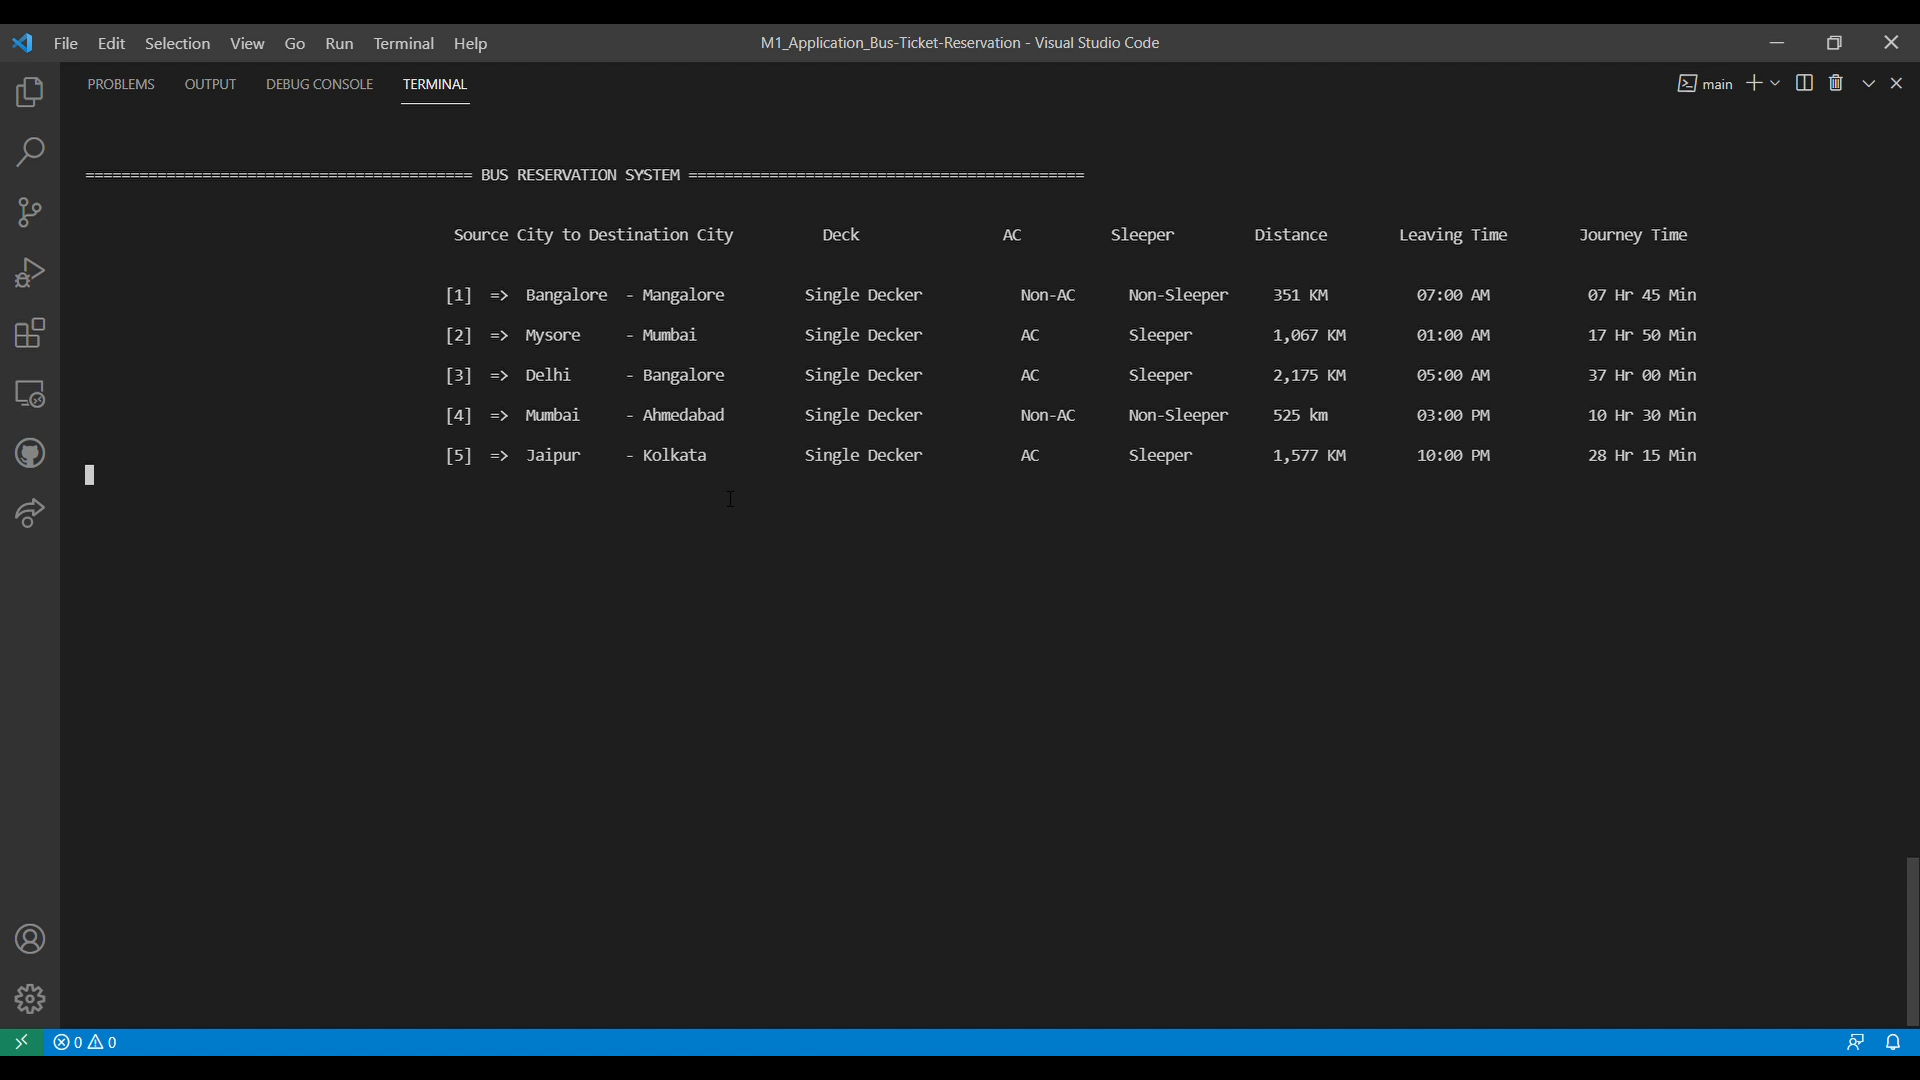 File Edit Selection View Go Run Terminal Help M1_Application_Bus-Ticket-Reservation - Visual Studio Code
PROBLEMS OUTPUT DEBUG CONSOLE TERMINAL main
=========================================== BUS RESERVATION SYSTEM ============================================
Source City to Destination City Deck AC Sleeper Distance Leaving Time Journey Time
[1] => Bangalore - Mangalore Single Decker Non-AC Non-Sleeper 351 KM 07:00 AM 07 Hr 45 Min
[2] => Mysore - Mumbai Single Decker AC Sleeper 1,067 KM 01:00 AM 17 Hr 50 Min
[3] => Delhi - Bangalore Single Decker AC Sleeper 2,175 KM 05:00 AM 37 Hr 00 Min
[4] => Mumbai - Ahmedabad Single Decker Non-AC Non-Sleeper 525 km 03:00 PM 10 Hr 30 Min
[5] => Jaipur - Kolkata Single Decker AC Sleeper 1,577 KM 10:00 PM 28 Hr 15 Min
0 0